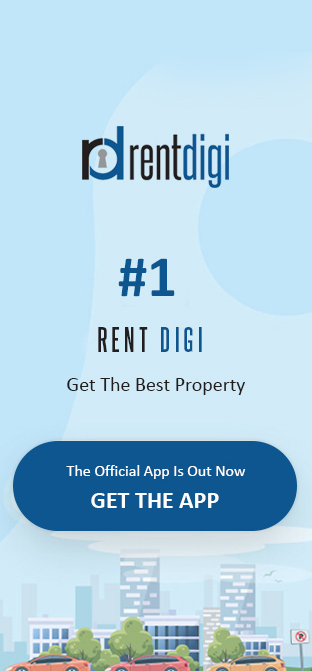 rd rentdigi
#1
RENT DIGI
Get The Best Property
The Official App Is Out Now
GET THE APP
P